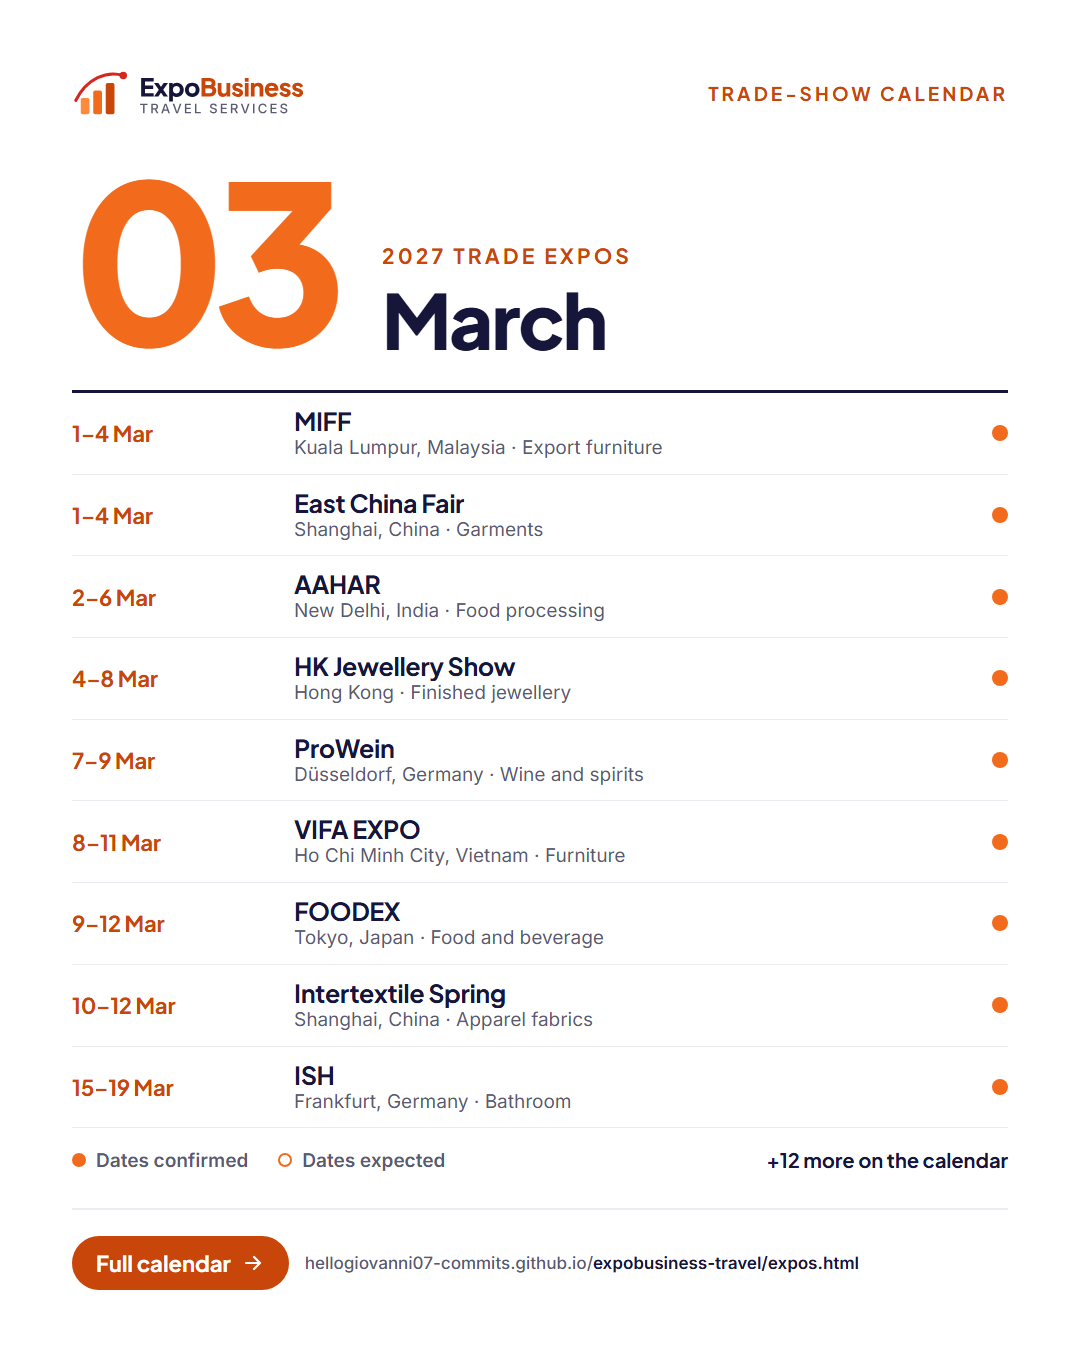 ExpoBusiness
TRAVEL SERVICES
TRADE-SHOW CALENDAR
03
2027 TRADE EXPOS
March
1–4 Mar
MIFF
Kuala Lumpur, Malaysia · Export furniture
1–4 Mar
East China Fair
Shanghai, China · Garments
2–6 Mar
AAHAR
New Delhi, India · Food processing
4–8 Mar
HK Jewellery Show
Hong Kong · Finished jewellery
7–9 Mar
ProWein
Düsseldorf, Germany · Wine and spirits
8–11 Mar
VIFA EXPO
Ho Chi Minh City, Vietnam · Furniture
9–12 Mar
FOODEX
Tokyo, Japan · Food and beverage
10–12 Mar
Intertextile Spring
Shanghai, China · Apparel fabrics
15–19 Mar
ISH
Frankfurt, Germany · Bathroom
Dates confirmed
Dates expected
+12 more on the calendar
Full calendar →
hellogiovanni07-commits.github.io/expobusiness-travel/expos.html